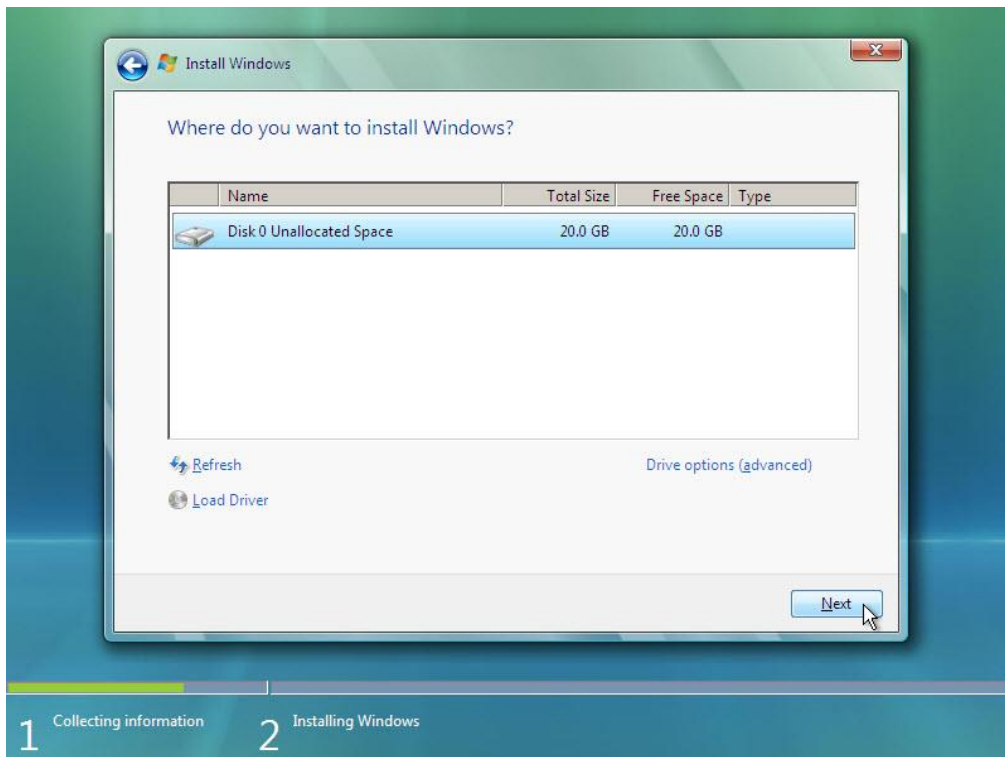 Install Windows
Where do you want to install Windows?
Name Total Size Free Space Type
Disk 0 Unallocated Space 20.0 GB 20.0 GB
Refresh Drive options (advanced)
Load Driver
Next
1 Collecting information 2 Installing Windows